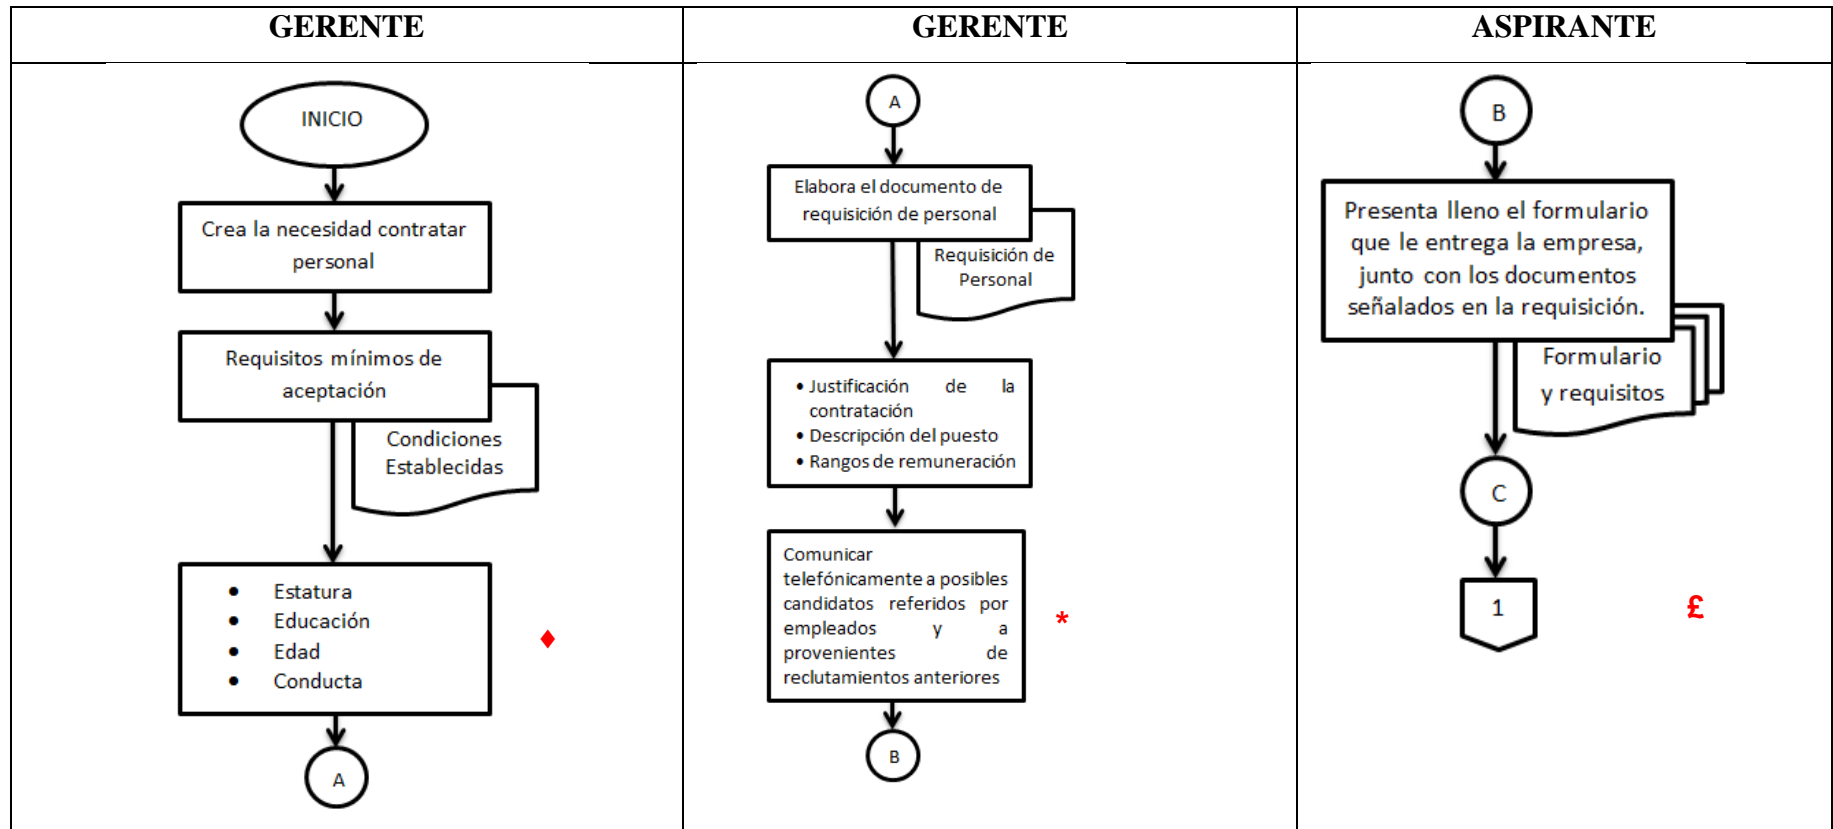 GERENTE
INICIO
Crea la necesidad contratar
personal
Requisitos mínimos de
aceptación
Condiciones
Establecidas
• Estatura
• Educación
• Edad
• Conducta
♦
A
GERENTE
A
Elabora el documento de
requisición de personal
Requisición de
Personal
• Justificación de la
contratación
• Descripción del puesto
• Rangos de remuneración
Comunicar
telefónicamente a posibles
candidatos referidos por
empleados y a
provenientes de
reclutamientos anteriores
*
B
ASPIRANTE
B
Presenta lleno el formulario
que le entrega la empresa,
junto con los documentos
señalados en la requisición.
Formulario
y requisitos
C
1
£